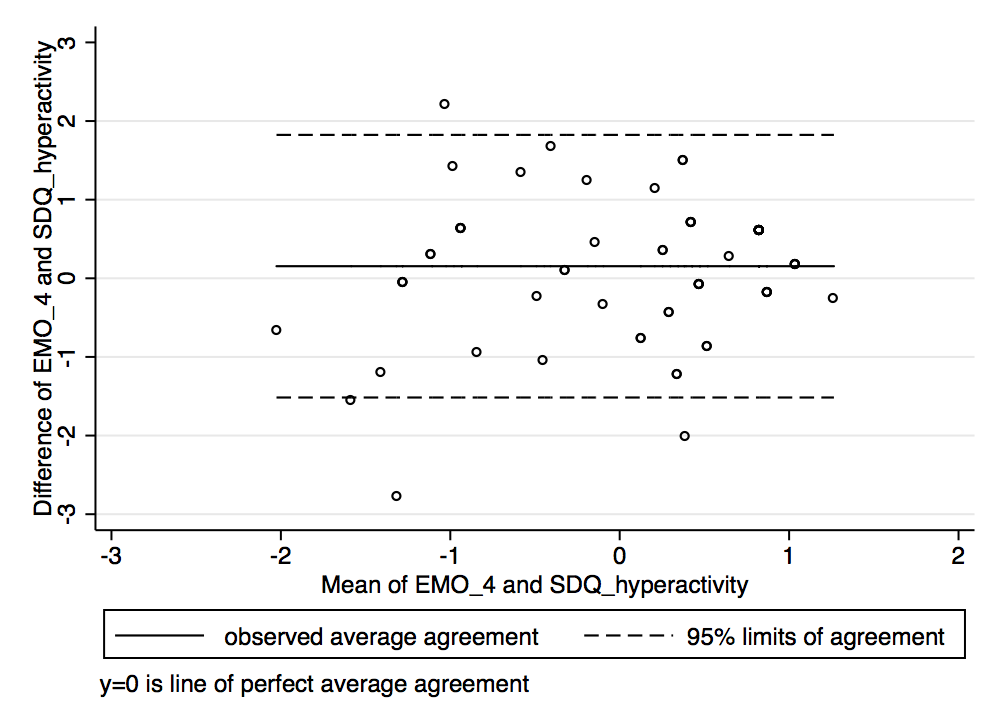 Difference of EMO_4 and SDQ_hyperactivity
3
2
1
0
-1
-2
-3
-3
-2
-1
0
1
2
Mean of EMO_4 and SDQ_hyperactivity
observed average agreement
95% limits of agreement
y=0 is line of perfect average agreement